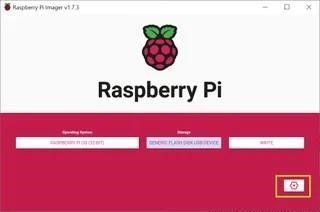 Raspberry Pi Imager v1.7.3
Raspberry Pi
Operating System
Storage
RASPBERRY PI OS (32-BIT)
GENERIC FLASH DISK USB DEVICE
WRITE